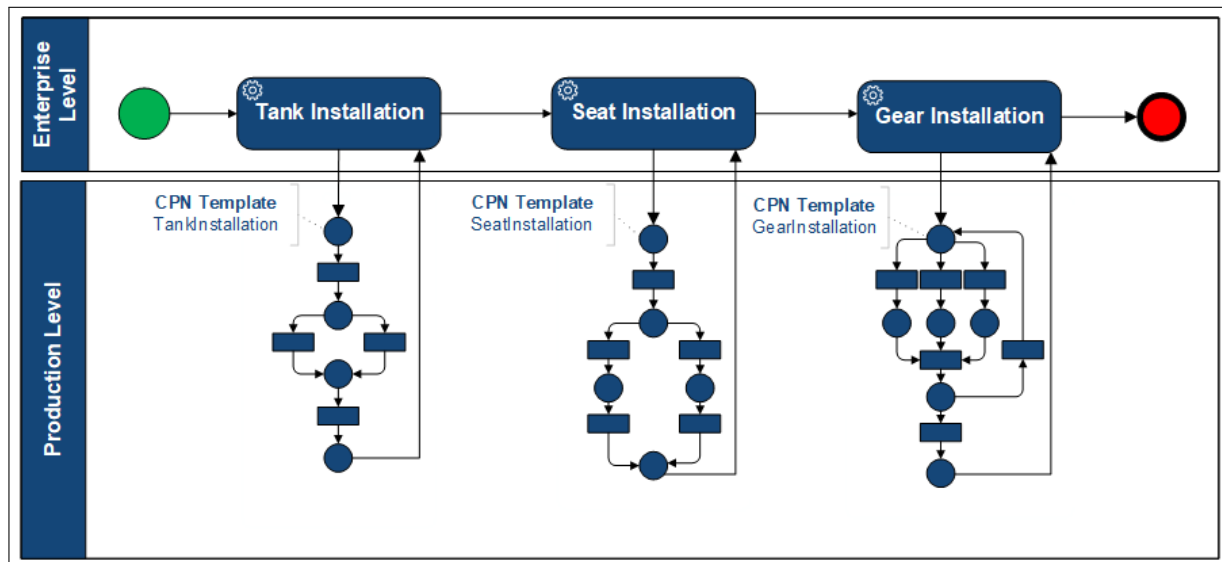 Enterprise
Level
Tank Installation
Seat Installation
Gear Installation
Production Level
CPN Template
TankInstallation
CPN Template
SeatInstallation
CPN Template
GearInstallation